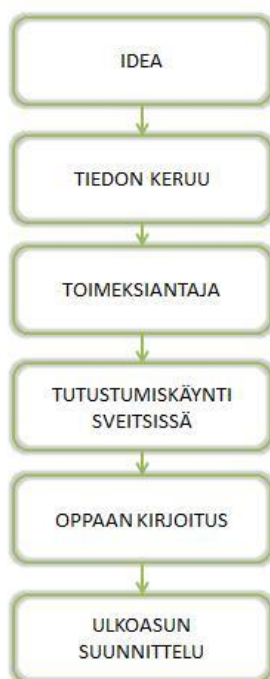 IDEA
TIEDON KERUU
TOIMEKSIANTAJA
TUTUSTUMISKÄYNTI
SVEITSISSÄ
OPPAAN KIRJOITUS
ULKOASUN
SUUNNITTELU